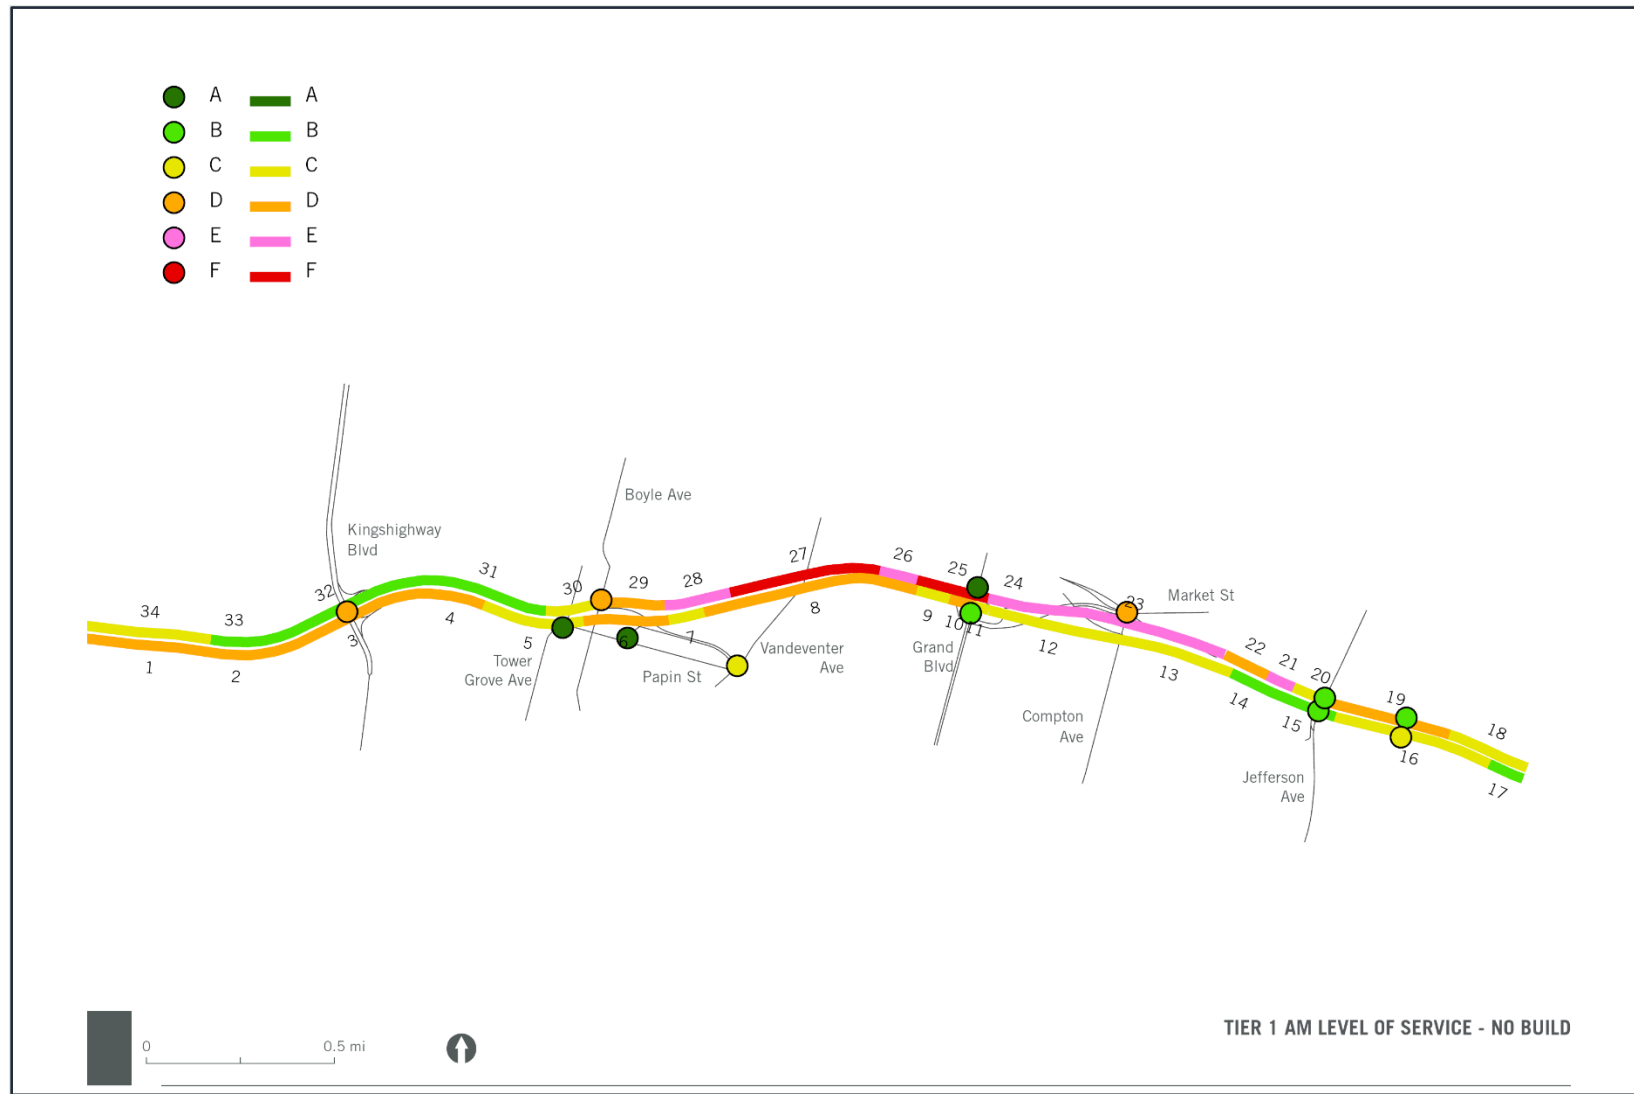 A A
B B
C C
D D
E E
F F
Boyle Ave
Kingshighway
Blvd
27
26
25
24
31
30
29
28
32
23
Market St
34
33
1
2
3
4
5
6
7
8
9
10
11
12
13
14
15
16
17
18
19
20
21
22
Tower
Grove Ave
Papin St
Vandeventer
Ave
Grand
Blvd
Compton
Ave
Jefferson
Ave
0 0.5 mi
TIER 1 AM LEVEL OF SERVICE - NO BUILD